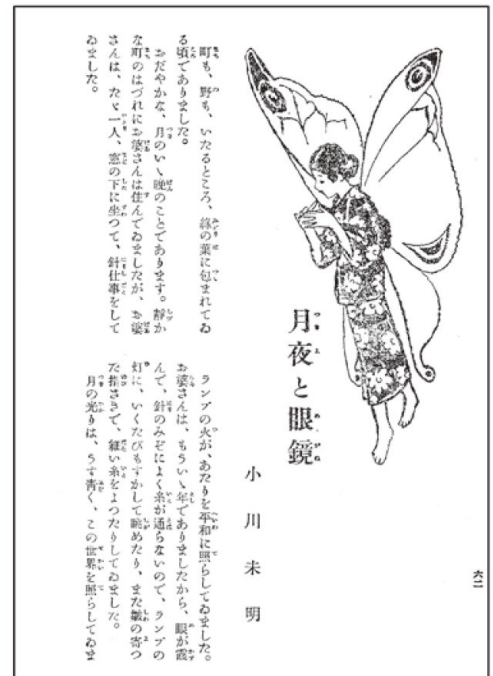 月夜と眼鏡
小川未明
町も、野も、いたるところ、緑の葉に包まれてゐ
る頃でありました。
おだやかな、月のいゝ晩のことであります。静か
な町のはづれにお婆さんは住んでゐましたが、お婆
さんは、たゞ一人、窓の下に坐つて、針仕事をして
ゐました。
ランプの火が、あたりを平和に照らしてゐました。
お婆さんは、もういゝ年でありましたから、眼が霞
んで、針のみぞによく糸が通らないので、ランプの
灯に、いくたびもすかして眺めたり、また皺の寄つ
た指さきで、細い糸をよつたりしてゐました。
月の光りは、うす青く、この世界を照らしてゐま
六二